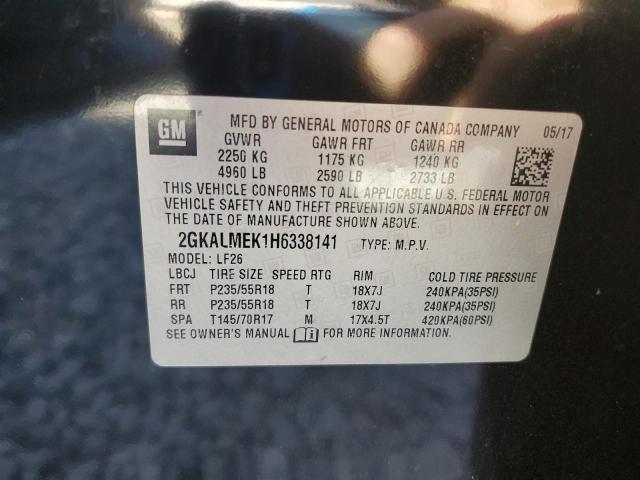 GM
MFD BY GENERAL MOTORS OF CANADA COMPANY 05/17
GVWR GAWR FRT GAWR RR
2250 KG 1175 KG 1240 KG
4960 LB 2590 LB 2733 LB
THIS VEHICLE CONFORMS TO ALL APPLICABLE U.S. FEDERAL MOTOR
VEHICLE SAFETY AND THEFT PREVENTION STANDARDS IN EFFECT ON
THE DATE OF MANUFACTURE SHOWN ABOVE.
2GKALMEK1H6338141 TYPE: M.P.V.
MODEL: LF26
LBCJ TIRE SIZE SPEED RTG RIM COLD TIRE PRESSURE
FRT P235/55R18 T 18X7J 240KPA(35PSI)
RR P235/55R18 T 18X7J 240KPA(35PSI)
SPA T145/70R17 M 17X4.5T 420KPA(60PSI)
SEE OWNER'S MANUAL FOR MORE INFORMATION.